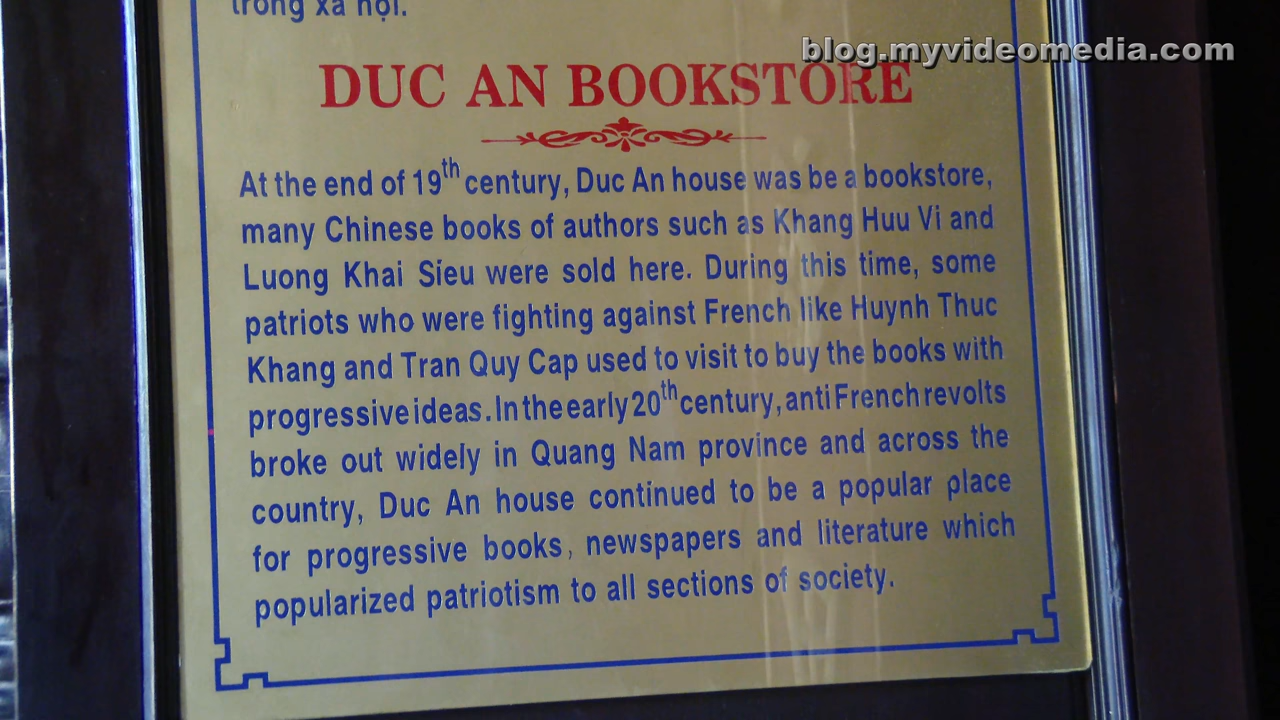 trong xã hội.
blog.myvideomedia.com
DUC AN BOOKSTORE
At the end of 19th century, Duc An house was be a bookstore,
many Chinese books of authors such as Khang Huu Vi and
Luong Khai Sieu were sold here. During this time, some
patriots who were fighting against French like Huynh Thuc
Khang and Tran Quy Cap used to visit to buy the books with
progressive ideas. In the early 20th century, anti French revolts
broke out widely in Quang Nam province and across the
country, Duc An house continued to be a popular place
for progressive books, newspapers and literature which
popularized patriotism to all sections of society.